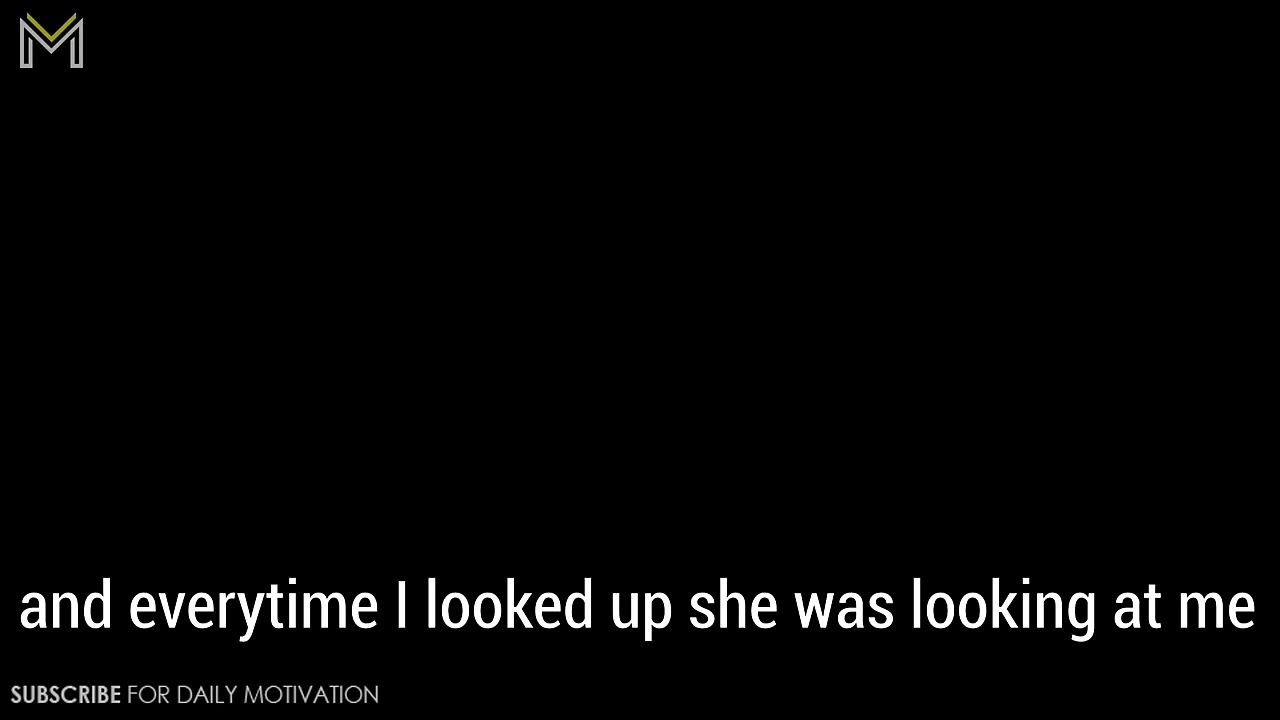 M
and everytime I looked up she was looking at me
SUBSCRIBE FOR DAILY MOTIVATION